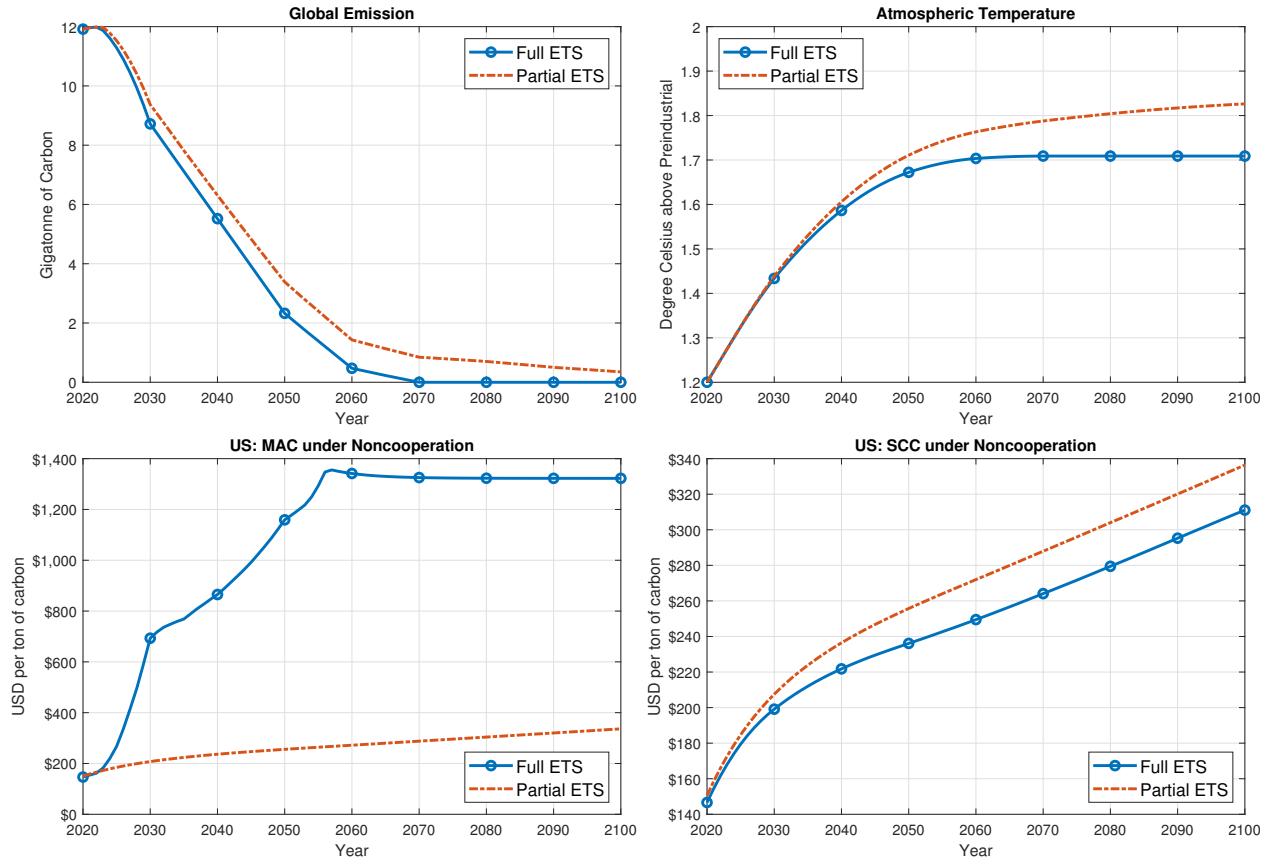 Global Emission
12
10
8
6
4
2
0
Gigatonne of Carbon
2020 2030 2040 2050 2060 2070 2080 2090 2100
Year
Full ETS
Partial ETS
Atmospheric Temperature
2
1.9
1.8
1.7
1.6
1.5
1.4
1.3
1.2
Degree Celsius above Preindustrial
2020 2030 2040 2050 2060 2070 2080 2090 2100
Year
Full ETS
Partial ETS
US: MAC under Noncooperation
$1,400
$1,200
$1,000
$800
$600
$400
$200
$0
USD per ton of carbon
2020 2030 2040 2050 2060 2070 2080 2090 2100
Year
Full ETS
Partial ETS
US: SCC under Noncooperation
$340
$320
$300
$280
$260
$240
$220
$200
$180
$160
$140
USD per ton of carbon
2020 2030 2040 2050 2060 2070 2080 2090 2100
Year
Full ETS
Partial ETS